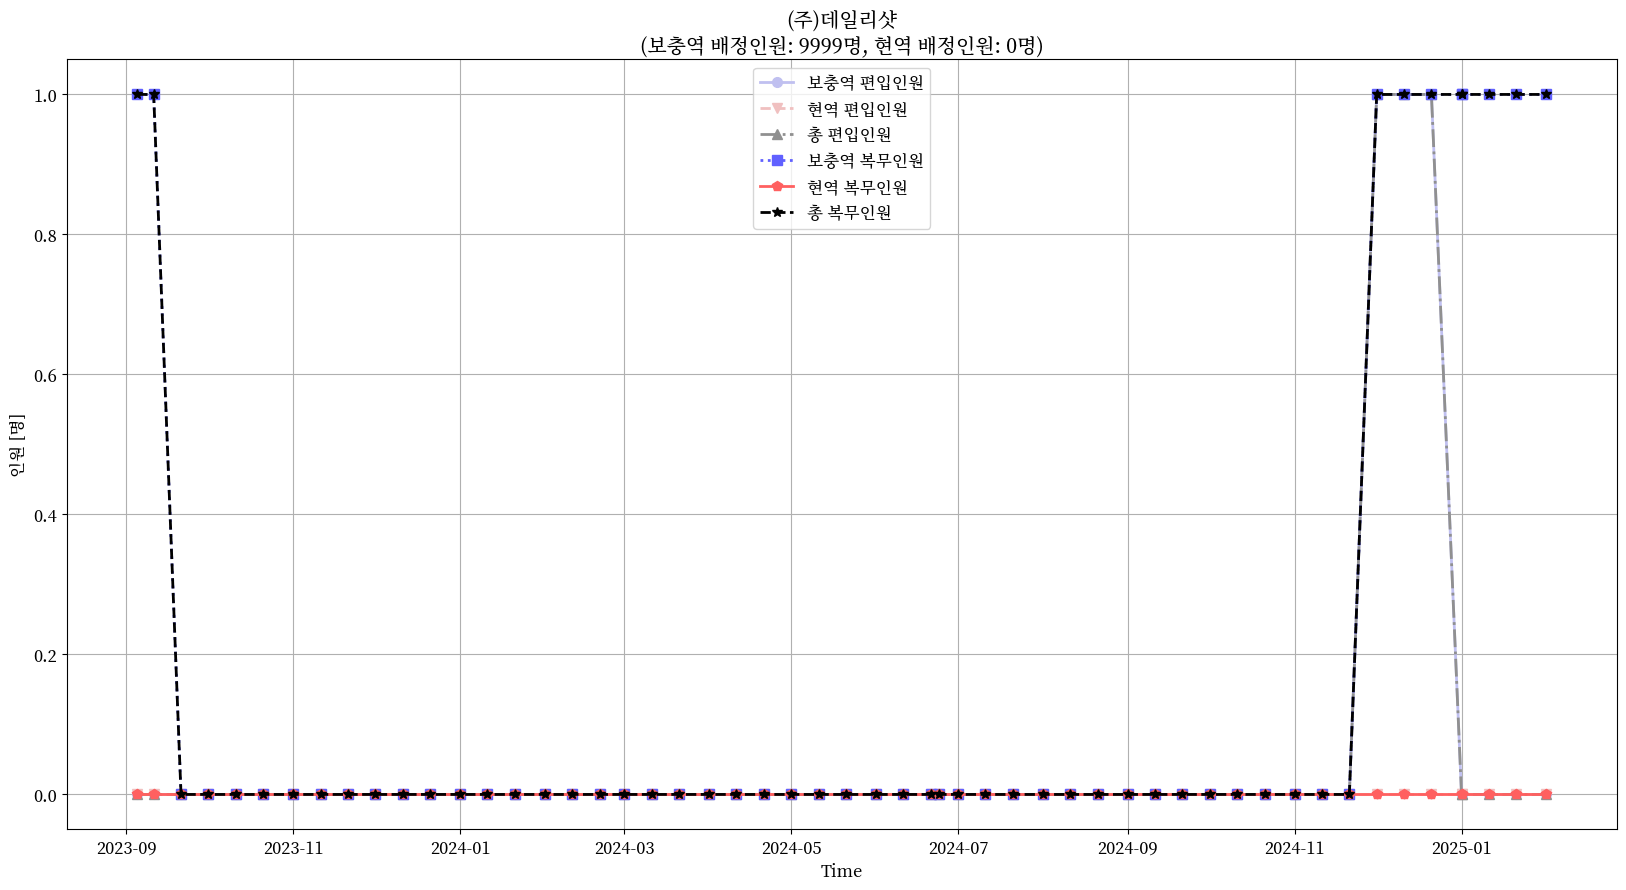 (주)데일리샷
(보충역 배정인원: 9999명, 현역 배정인원: 0명)
보충역 편입인원
현역 편입인원
총 편입인원
보충역 복무인원
현역 복무인원
총 복무인원
1.0
0.8
0.6
0.4
0.2
0.0
인원 [명]
2023-09 2023-11 2024-01 2024-03 2024-05 2024-07 2024-09 2024-11 2025-01
Time